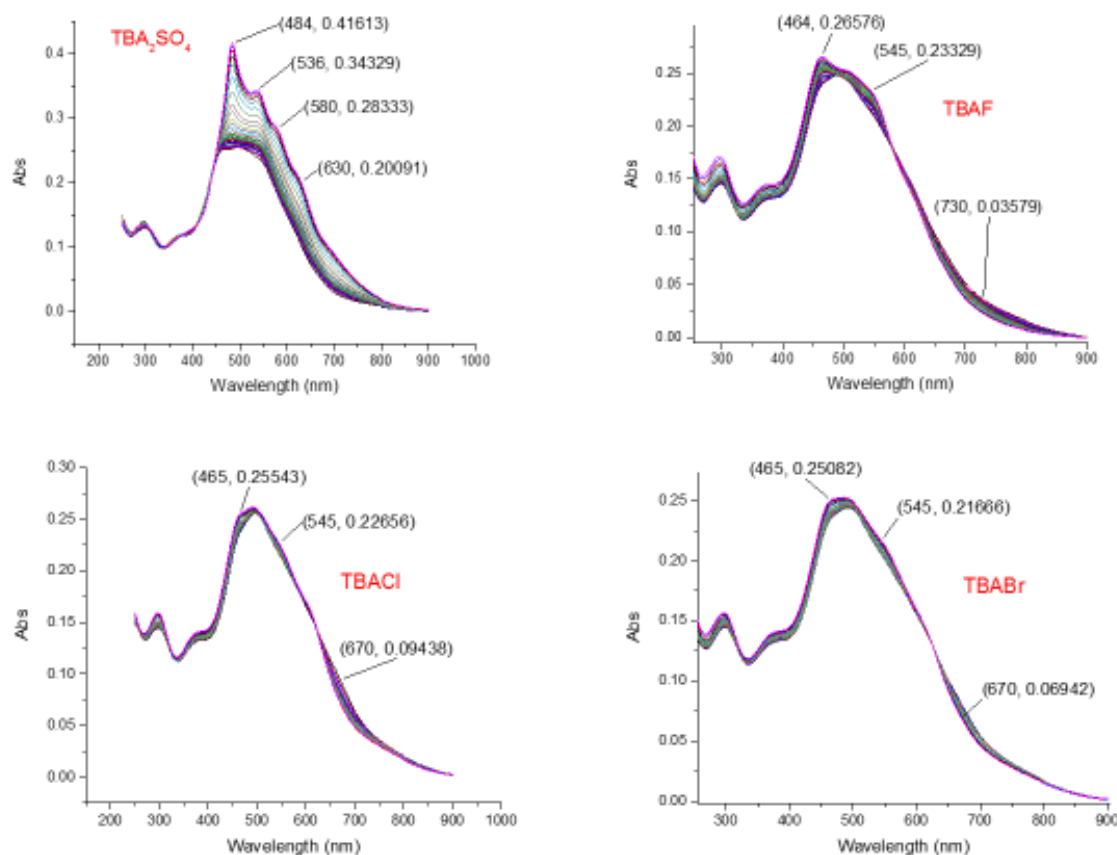 TBA₂SO₄
(484, 0.41613)
(536, 0.34329)
(580, 0.28333)
(630, 0.20091)
0.4
0.3
0.2
0.1
0.0
Abs
200 300 400 500 600 700 800 900 1000
Wavelength (nm)
(464, 0.26576)
(545, 0.23329)
TBAF
(730, 0.03579)
0.25
0.20
0.15
0.10
0.05
0.00
Abs
300 400 500 600 700 800 900
Wavelength (nm)
(465, 0.25543)
(545, 0.22656)
TBACl
(670, 0.09438)
0.30
0.25
0.20
0.15
0.10
0.05
0.00
Abs
200 300 400 500 600 700 800 900 1000
Wavelength (nm)
(465, 0.25082)
(545, 0.21666)
TBABr
(670, 0.06942)
0.25
0.20
0.15
0.10
0.05
0.00
Abs
300 400 500 600 700 800 900
Wavelength (nm)